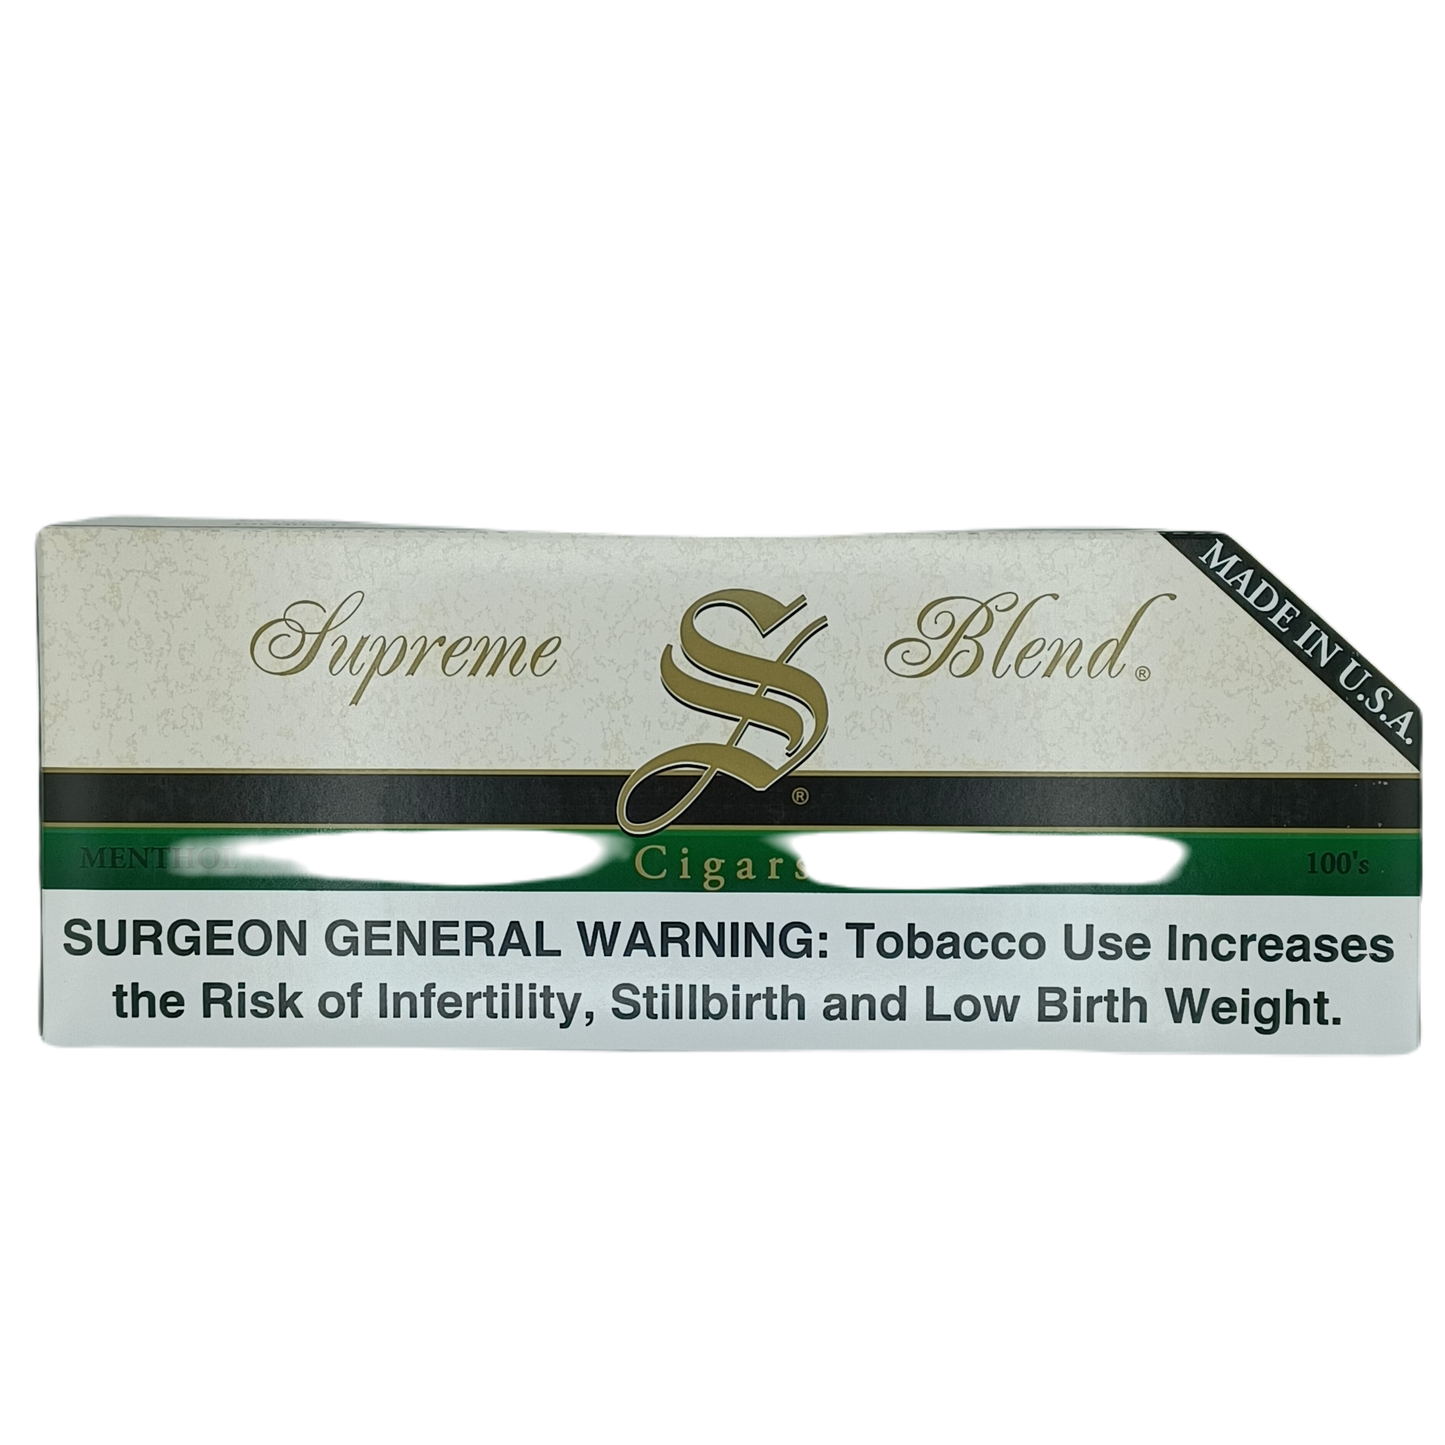 Supreme S Blend®
MADE IN U.S.A.
®
MENTHOL Cigars 100's
SURGEON GENERAL WARNING: Tobacco Use Increases
the Risk of Infertility, Stillbirth and Low Birth Weight.